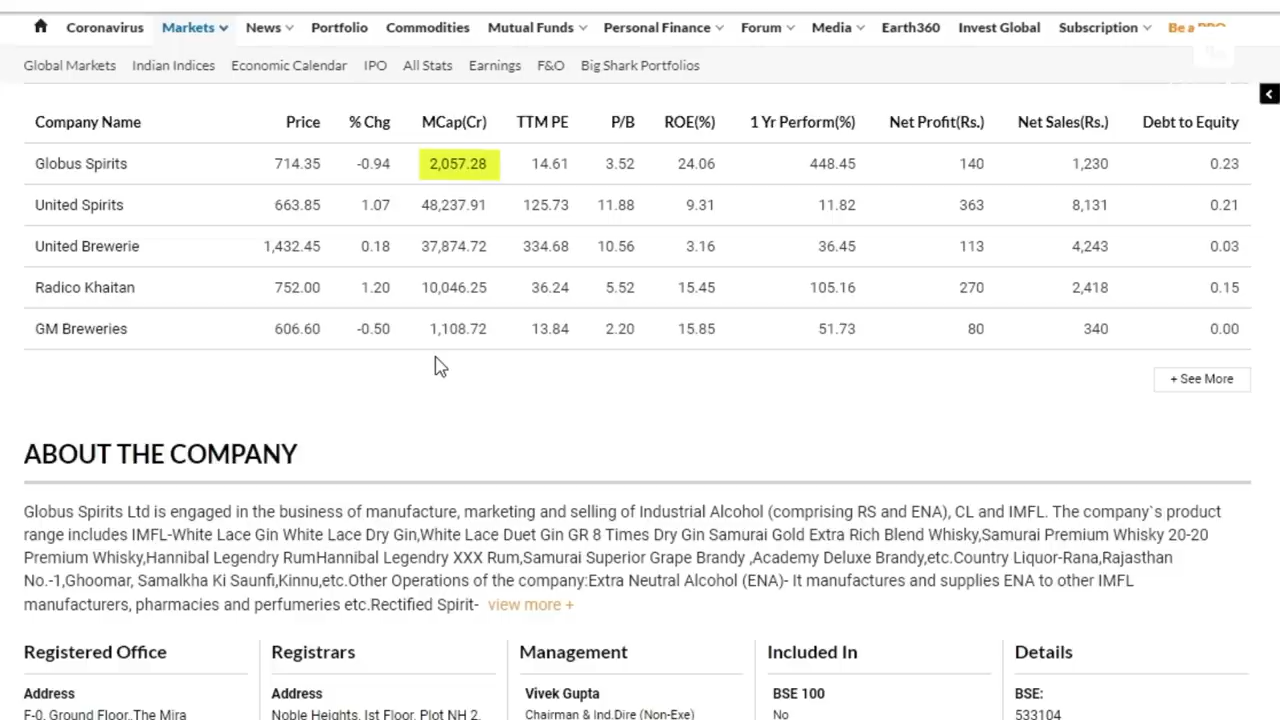 Coronavirus Markets News Portfolio Commodities Mutual Funds Personal Finance Forum Media Earth360 Invest Global Subscription Be a PRO
Global Markets Indian Indices Economic Calendar IPO All Stats Earnings F&O Big Shark Portfolios
Company Name Price % Chg MCap(Cr) TTM PE P/B ROE(%) 1 Yr Perform(%) Net Profit(Rs.) Net Sales(Rs.) Debt to Equity
Globus Spirits 714.35 -0.94 2,057.28 14.61 3.52 24.06 448.45 140 1,230 0.23
United Spirits 663.85 1.07 48,237.91 125.73 11.88 9.31 11.82 363 8,131 0.21
United Brewerie 1,432.45 0.18 37,874.72 334.68 10.56 3.16 36.45 113 4,243 0.03
Radico Khaitan 752.00 1.20 10,046.25 36.24 5.52 15.45 105.16 270 2,418 0.15
GM Breweries 606.60 -0.50 1,108.72 13.84 2.20 15.85 51.73 80 340 0.00
+ See More
ABOUT THE COMPANY
Globus Spirits Ltd is engaged in the business of manufacture, marketing and selling of Industrial Alcohol (comprising RS and ENA), CL and IMFL. The company`s product
range includes IMFL-White Lace Gin White Lace Dry Gin,White Lace Duet Gin GR 8 Times Dry Gin Samurai Gold Extra Rich Blend Whisky,Samurai Premium Whisky 20-20
Premium Whisky,Hannibal Legendry RumHannibal Legendry XXX Rum,Samurai Superior Grape Brandy ,Academy Deluxe Brandy,etc.Country Liquor-Rana,Rajasthan
No.-1,Ghoomar, Samalkha Ki Saunfi,Kinnu,etc.Other Operations of the company:Extra Neutral Alcohol (ENA)- It manufactures and supplies ENA to other IMFL
manufacturers, pharmacies and perfumeries etc.Rectified Spirit- view more +
Registered Office Registrars Management Included In Details
Address Address Vivek Gupta BSE 100 BSE:
F-0, Ground Floor,,The Mira Noble Heights, Ist Floor, Plot NH 2, Chairman & Ind.Dire (Non-Exe) No 533104